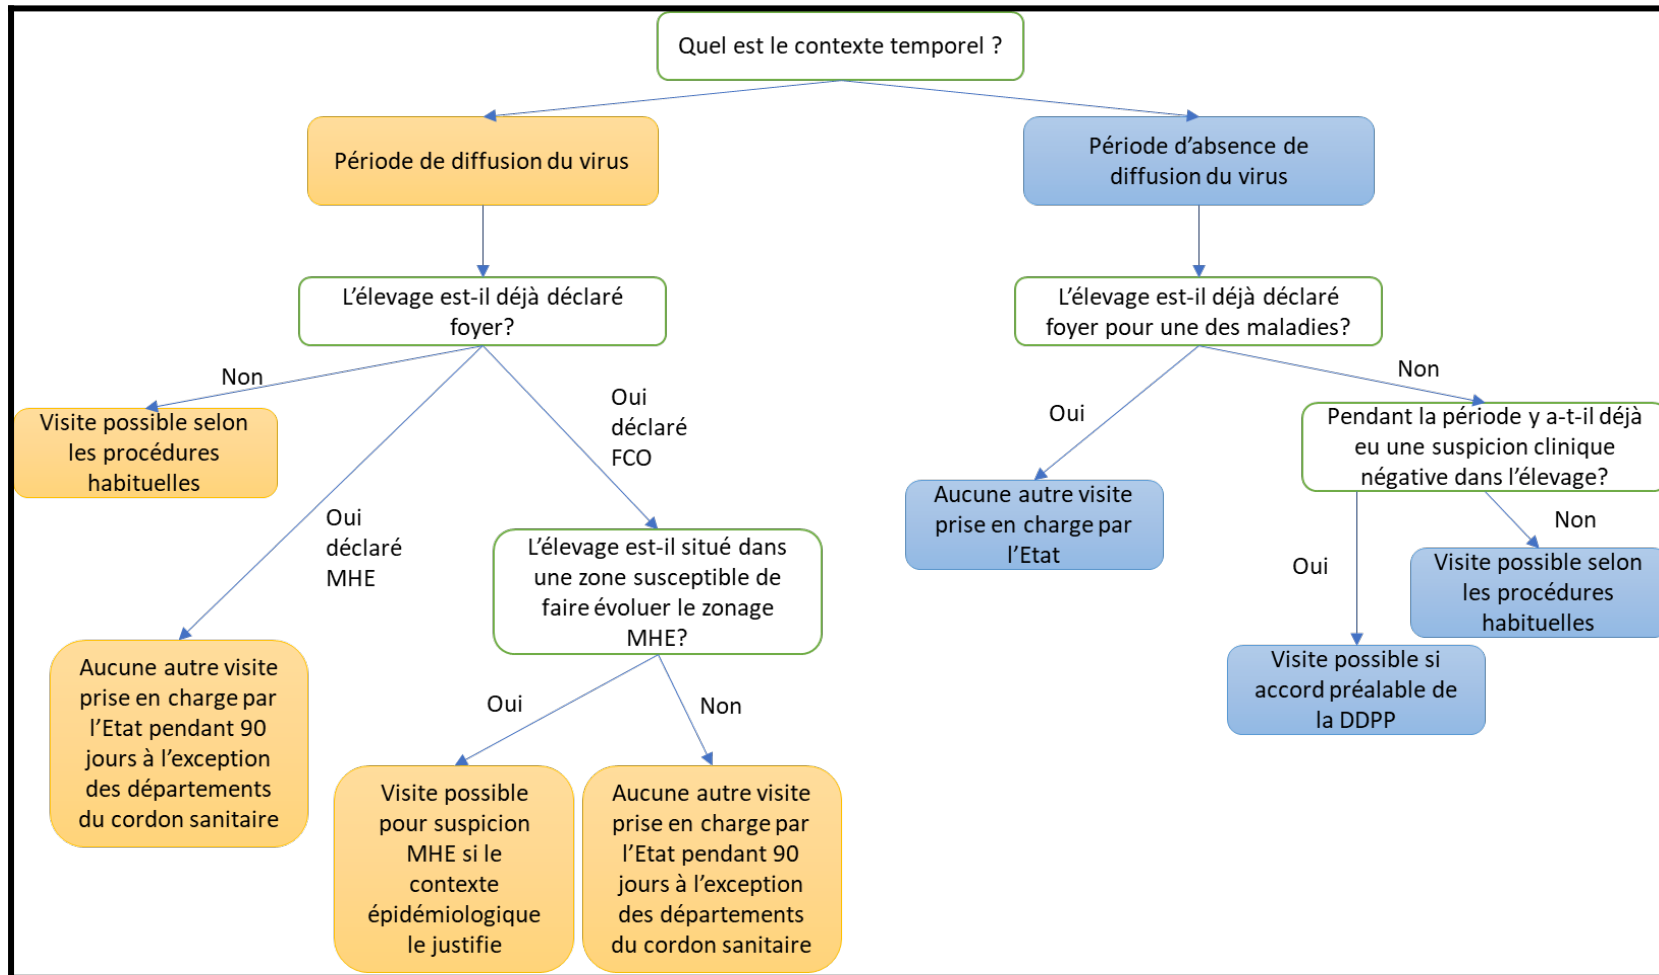 Quel est le contexte temporel ?
Période de diffusion du virus
Période d'absence de
diffusion du virus
L'élevage est-il déjà déclaré
foyer?
L'élevage est-il déjà déclaré
foyer pour une des maladies?
Non
Visite possible selon
les procédures
habituelles
Oui
déclaré
MHE
Oui
déclaré
FCO
Aucune autre visite
prise en charge par
l'Etat pendant 90
jours à l'exception
des départements
du cordon sanitaire
L'élevage est-il situé dans
une zone susceptible de
faire évoluer le zonage
MHE?
Oui
Non
Visite possible
pour suspicion
MHE si le
contexte
épidémiologique
le justifie
Aucune autre visite
prise en charge par
l'Etat pendant 90
jours à l'exception
des départements
du cordon sanitaire
Oui
Non
Aucune autre visite
prise en charge par
l'Etat
Pendant la période y a-t-il déjà
eu une suspicion clinique
négative dans l'élevage?
Oui
Non
Visite possible si
accord préalable de
la DDPP
Visite possible selon
les procédures
habituelles